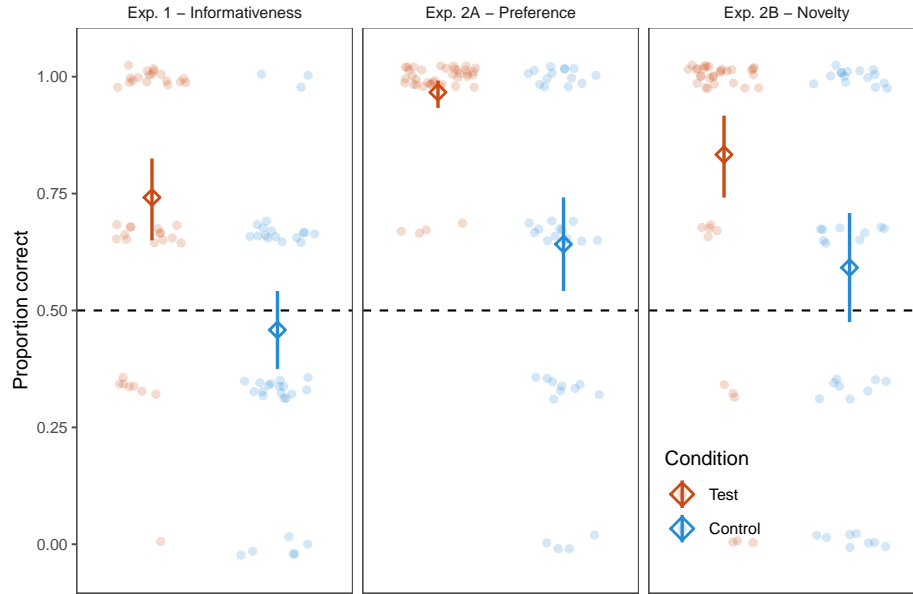 Exp. 1 – Informativeness
Exp. 2A – Preference
Exp. 2B – Novelty
Proportion correct
1.00
0.75
0.50
0.25
0.00
Condition
Test
Control